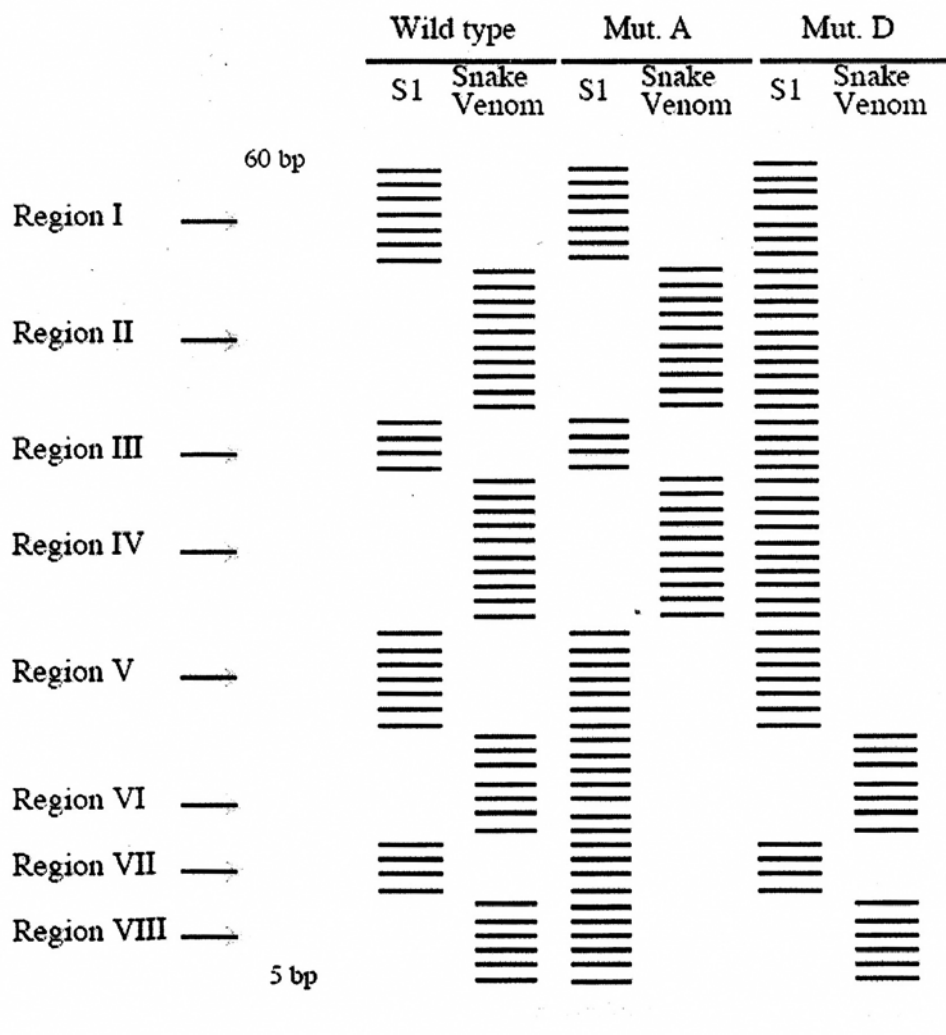 Wild type Mut. A Mut. D
S1 Snake Venom S1 Snake Venom S1 Snake Venom
60 bp
Region I
Region II
Region III
Region IV
Region V
Region VI
Region VII
Region VIII
5 bp